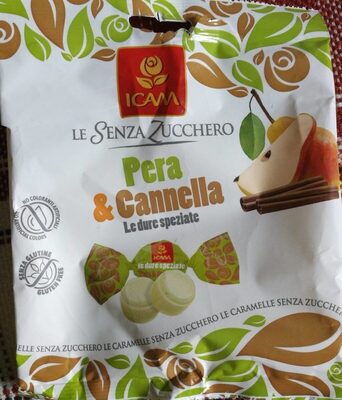 ICAM
LE SENZA ZUCCHERO
Pera
& Cannella
Le dure speziate
NO COLORANTI ARTIFICIALI
NO ARTIFICIAL COLORS
SENZA GLUTINE
GLUTEN FREE
ICAM
le dure speziate
ELLE SENZA ZUCCHERO LE CARAMELLE SENZA ZUCCHERO LE CARAMELLE SENZA ZUCCHE